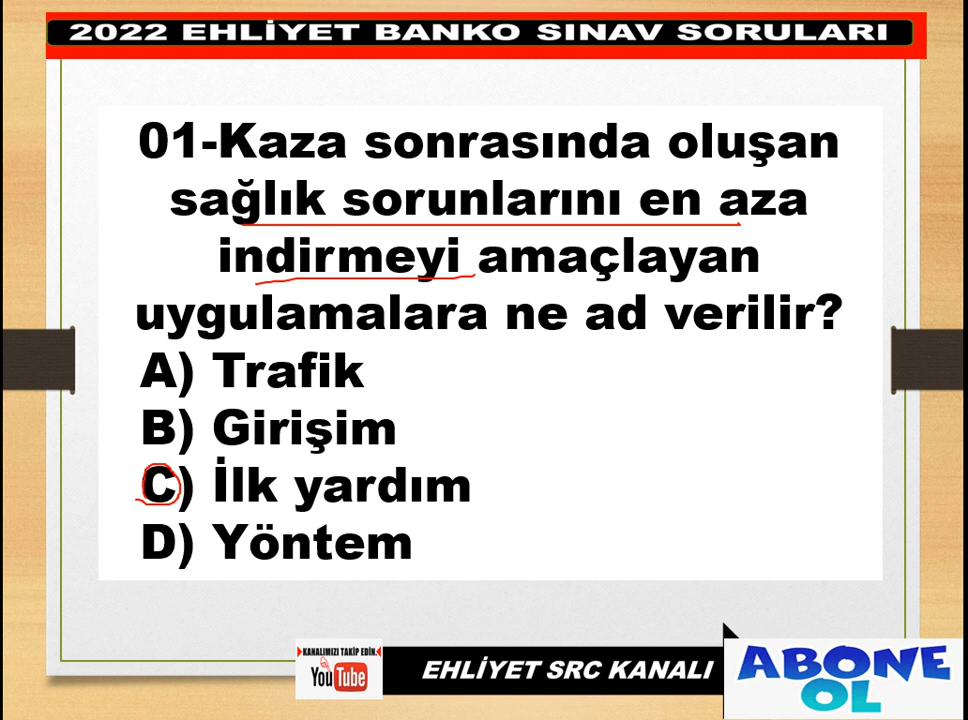 2022 EHLİYET BANKO SINAV SORULARI
01-Kaza sonrasında oluşan
sağlık sorunlarını en aza
indirmeyi amaçlayan
uygulamalara ne ad verilir?
A) Trafik
B) Girişim
C) İlk yardım
D) Yöntem
KANALIMIZI TAKİP EDİN.
YouTube
EHLİYET SRC KANALI
ABONE
OL